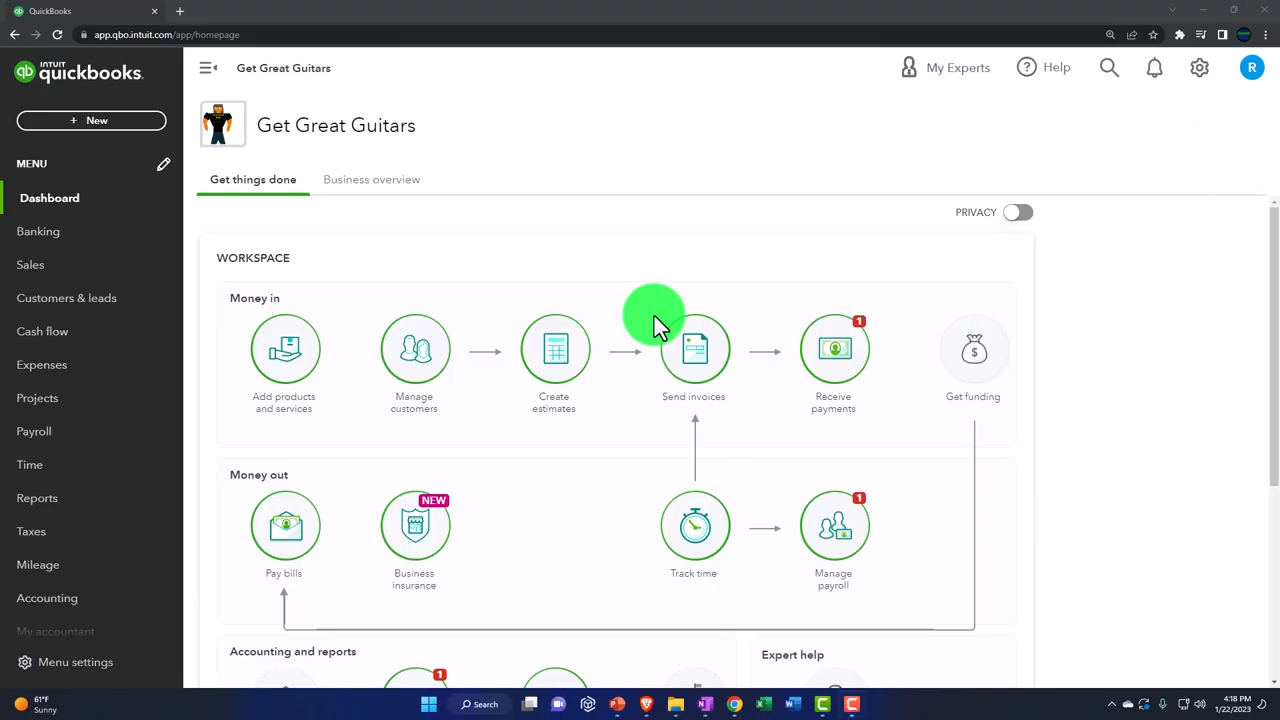 QuickBooks
app.qbo.intuit.com/app/homepage
INTUIT
quickbooks.
Get Great Guitars
My Experts
Help
R
+ New
Get Great Guitars
MENU
Get things done
Business overview
Dashboard
PRIVACY
Banking
WORKSPACE
Sales
Money in
Customers & leads
1
Cash flow
$
Expenses
Add products
and services
Manage
customers
Create
estimates
Send invoices
Receive
payments
Get funding
Projects
Payroll
Time
Money out
Reports
NEW
1
Taxes
Mileage
Pay bills
Business
insurance
Track time
Manage
payroll
Accounting
My accountant
Accounting and reports
Expert help
Menu settings
1
61°F
Sunny
Search
4:18 PM
1/22/2023